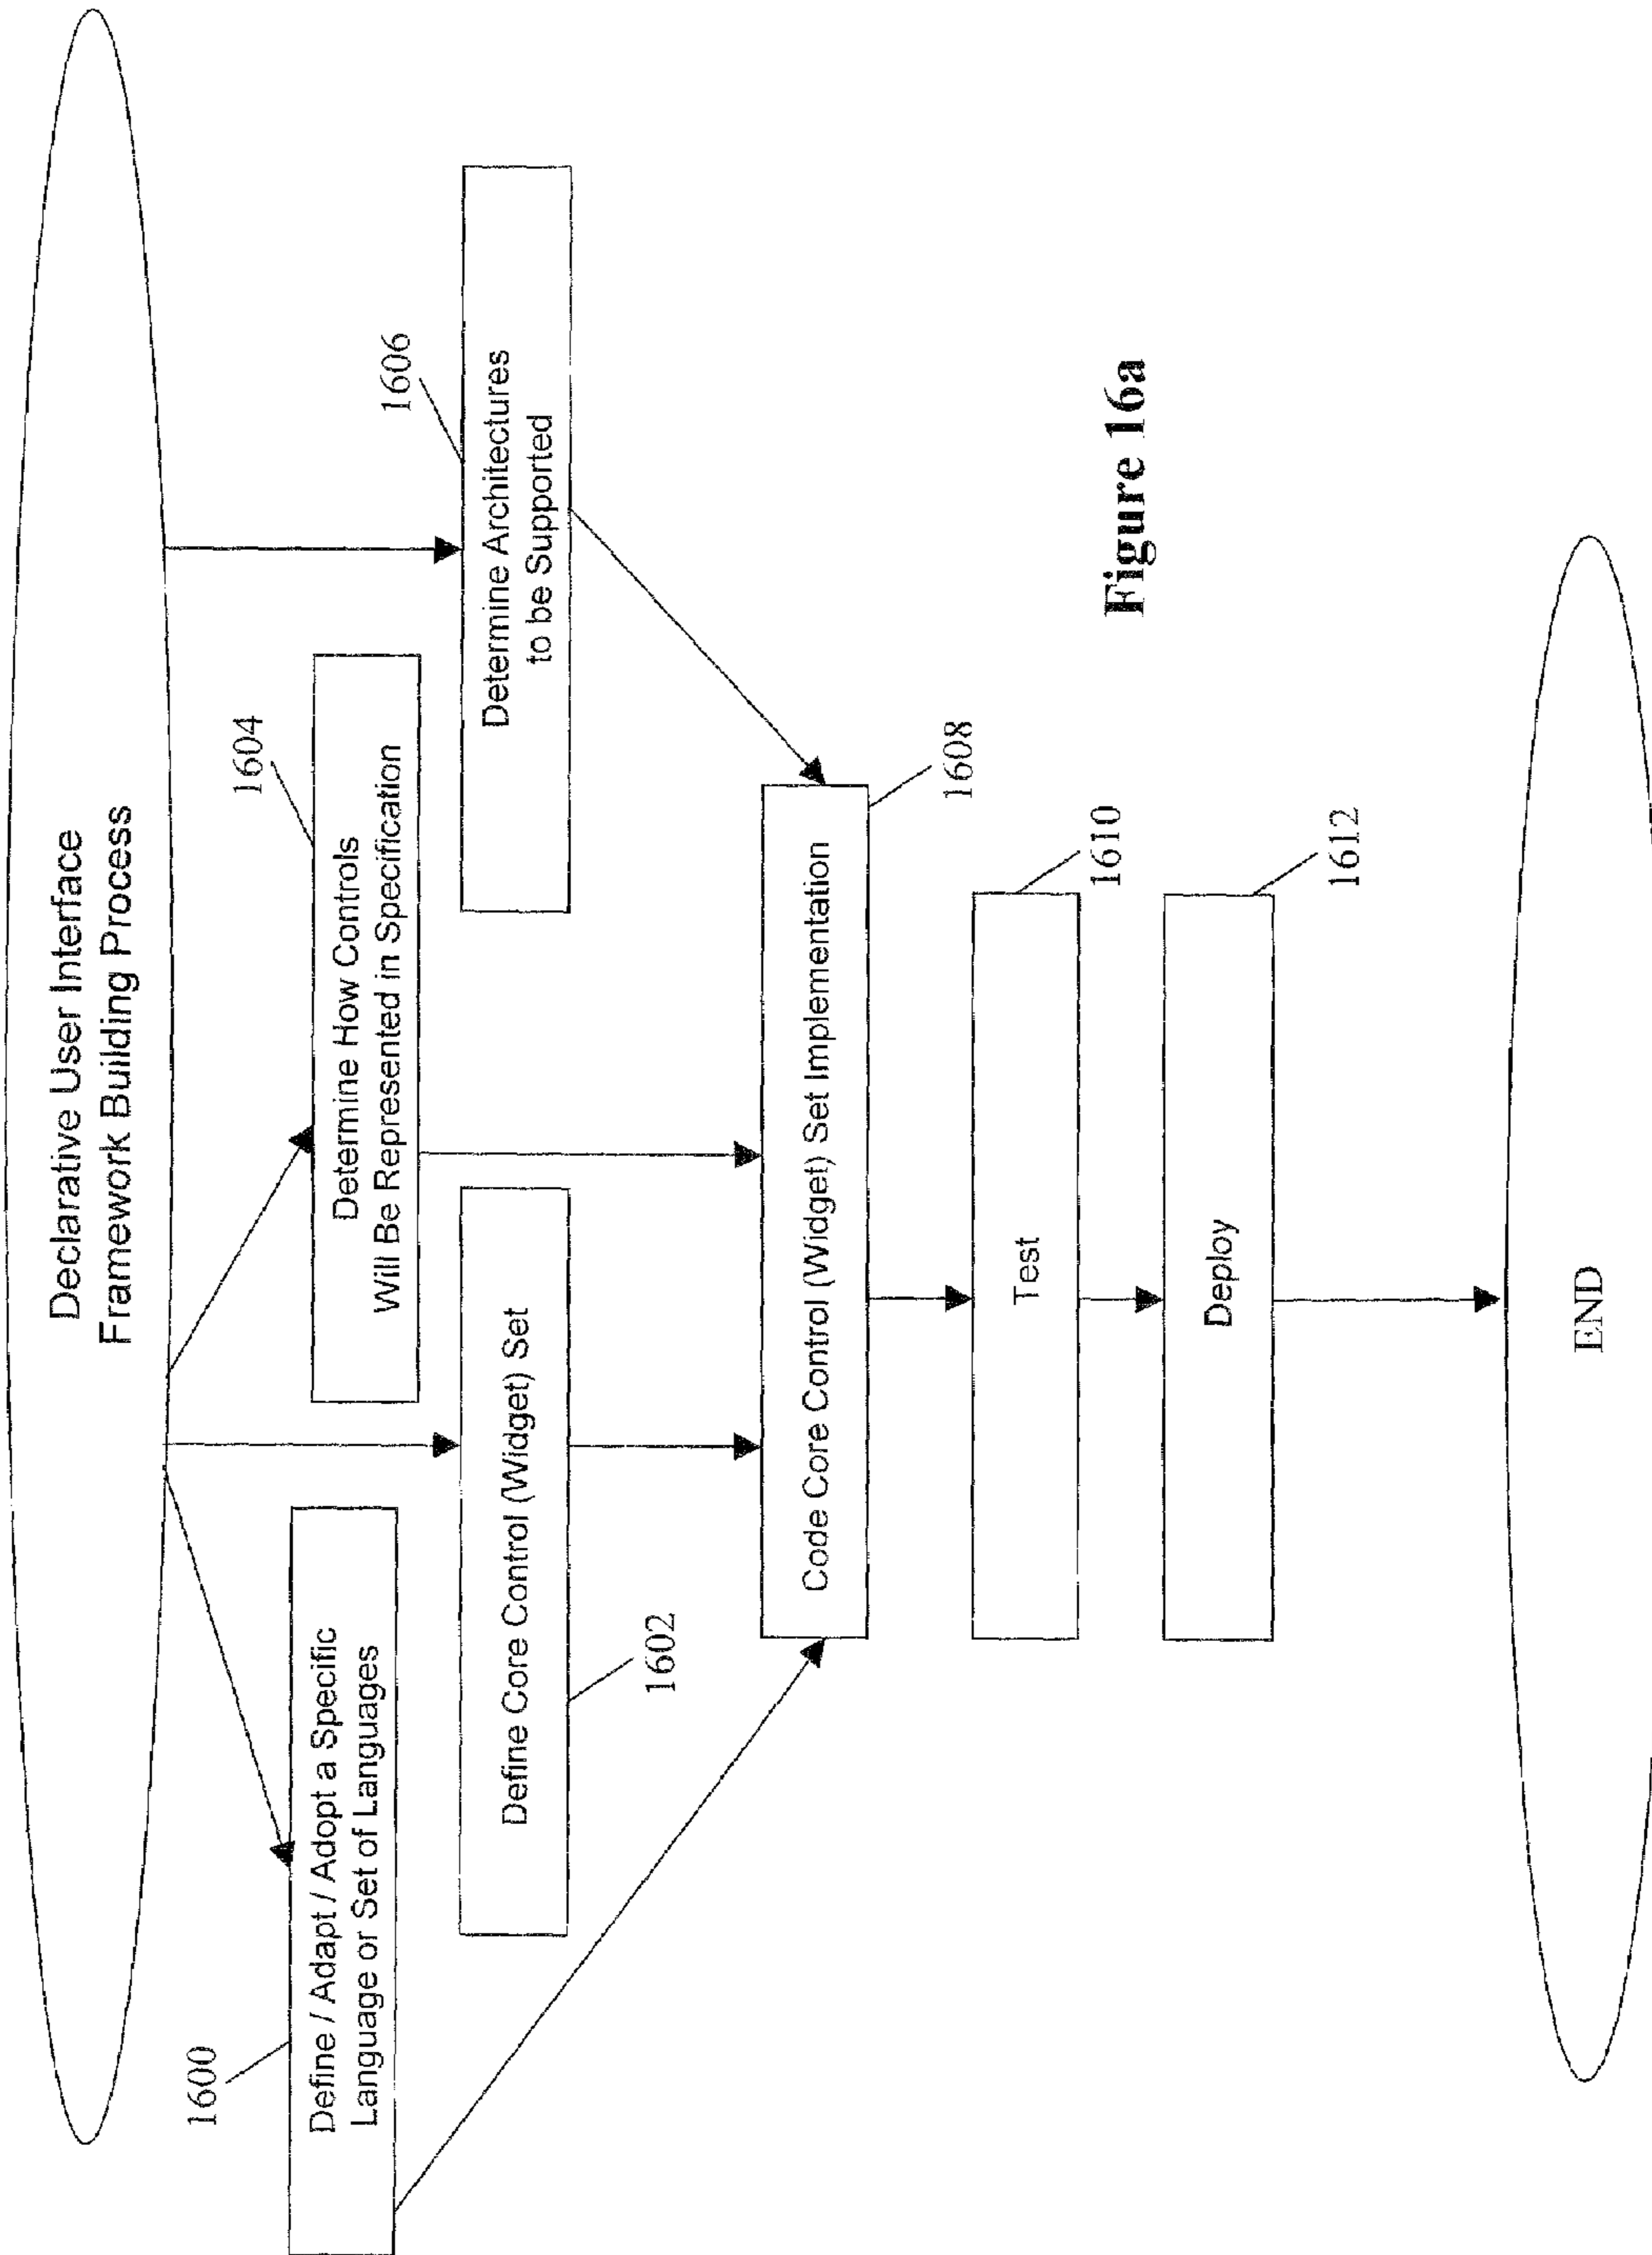 Declarative User Interface
Framework Building Process
1600
Define / Adapt / Adopt a Specific
Language or Set of Languages
1604
Determine How Controls
Will Be Represented in Specification
Define Core Control (Widget) Set
1602
1606
Determine Architectures
to be Supported
Code Core Control (Widget) Set Implementation
1608
Test
1610
Deploy
1612
END
Figure 16a